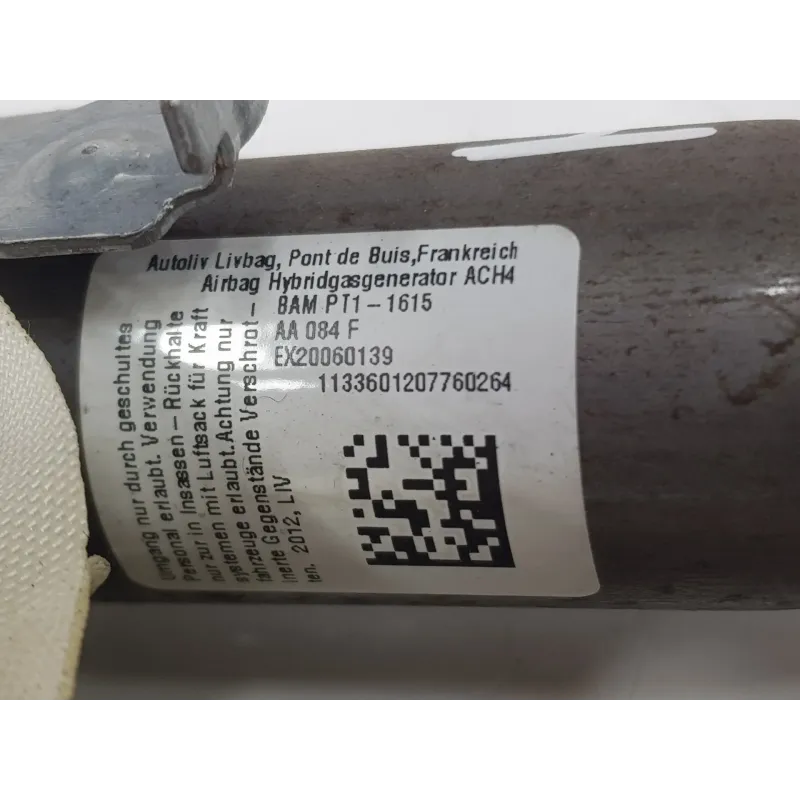 Autoliv Livbag, Pont de Buis,Frankreich
Airbag Hybridgasgenerator ACH4
BAM PT1-1615
AA 084 F
EX20060139
1133601207760264
Umgang nur durch geschultes
Personal erlaubt. Verwendung
nur zur in Insassen-Rückhalte
systemen mit Luftsack für Kraft
fahrzeuge erlaubt.Achtung nur
inerte Gegenstände Verschrot-
ten. 2012, LIV